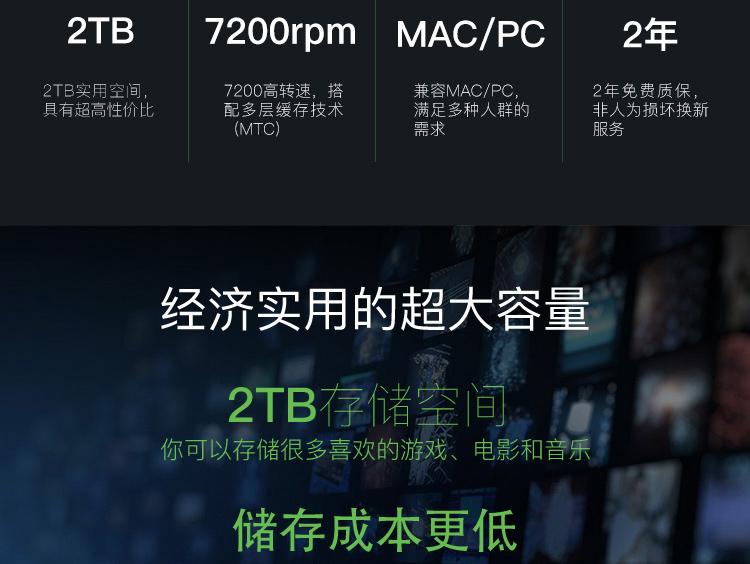 2TB
7200rpm
MAC/PC
2年
2TB实用空间，
具有超高性价比
7200高转速，搭
配多层缓存技术
（MTC）
兼容MAC/PC，
满足多种人群的
需求
2年免费质保，
非人为损坏换新
服务
经济实用的超大容量
2TB存储空间
你可以存储很多喜欢的游戏、电影和音乐
储存成本更低